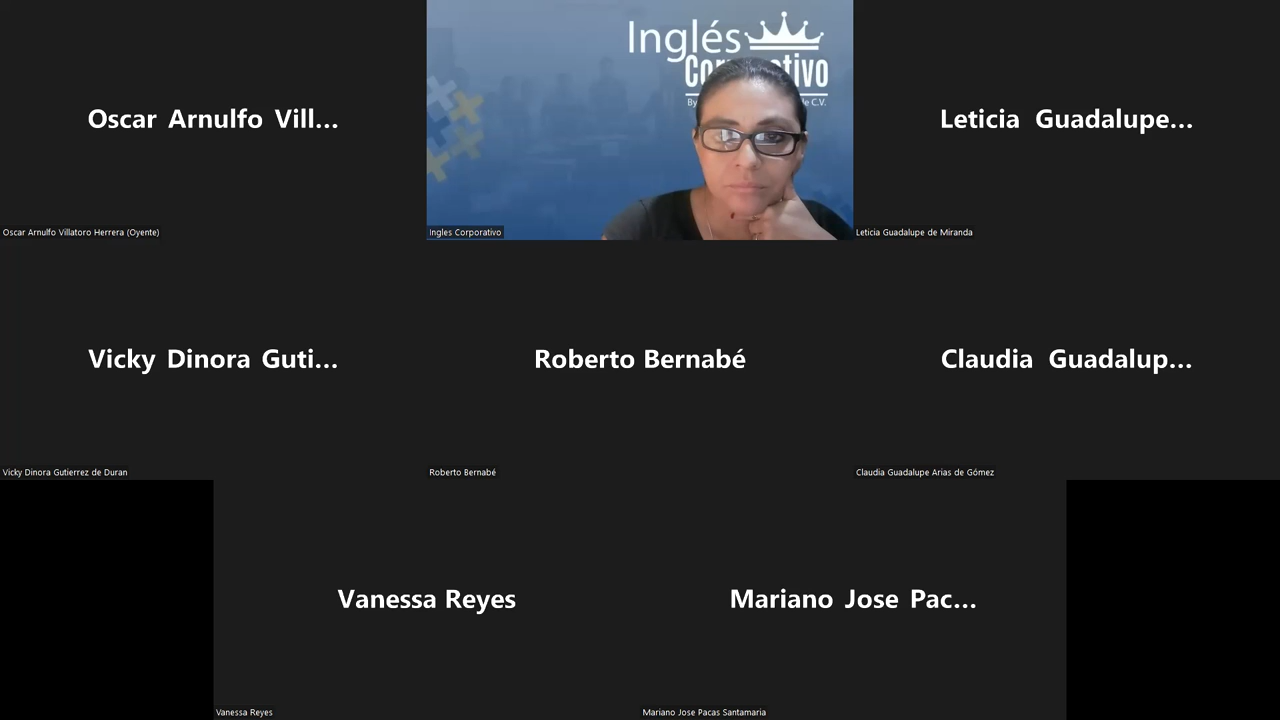 Oscar Arnulfo Vill...
Oscar Arnulfo Villatoro Herrera (Oyente)
Inglés
Corporativo
By
de C.V.
Ingles Corporativo
Leticia Guadalupe...
Leticia Guadalupe de Miranda
Vicky Dinora Guti...
Vicky Dinora Gutierrez de Duran
Roberto Bernabé
Roberto Bernabé
Claudia Guadalup...
Claudia Guadalupe Arias de Gómez
Vanessa Reyes
Vanessa Reyes
Mariano Jose Pac...
Mariano Jose Pacas Santamaria